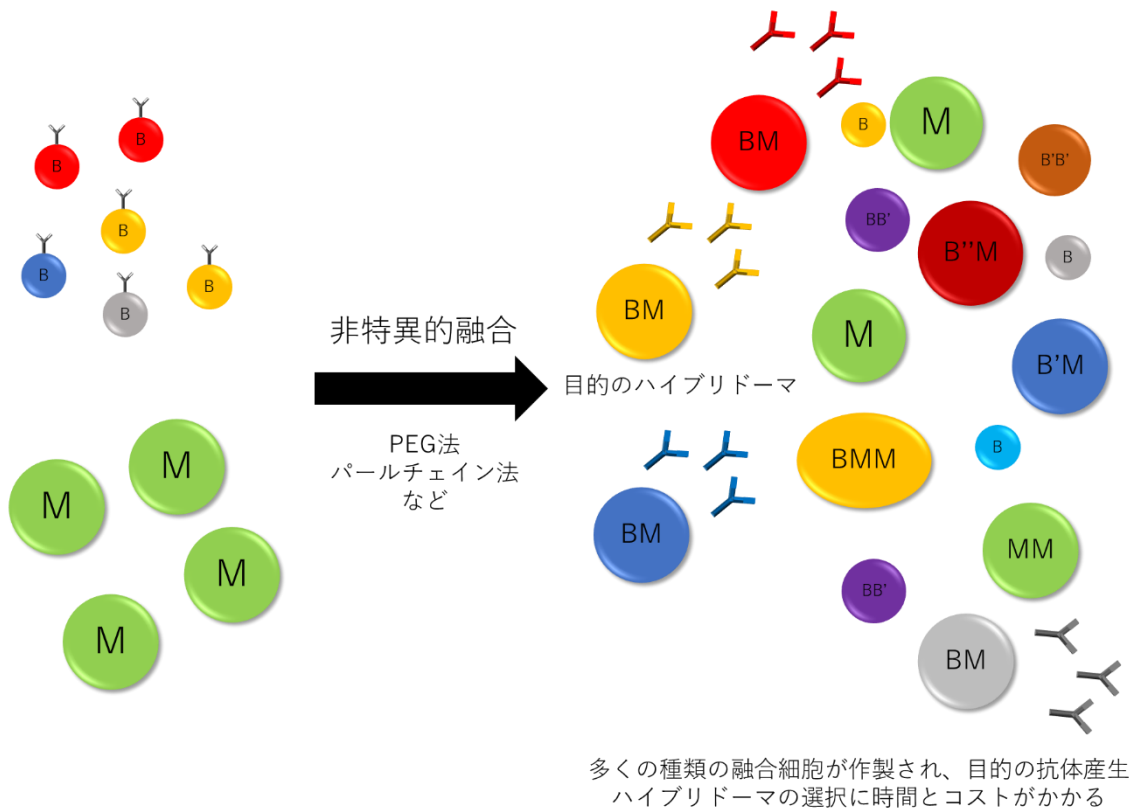 B
B
B
B
B
B
M
M
M
M
非特異的融合
PEG法
パールチェイン法
など
BM
B
M
B'B'
BB'
B''M
B
BM
M
B'M
目的のハイブリドーマ
BMM
B
BM
MM
BB'
BM
多くの種類の融合細胞が作製され、目的の抗体産生
ハイブリドーマの選択に時間とコストがかかる